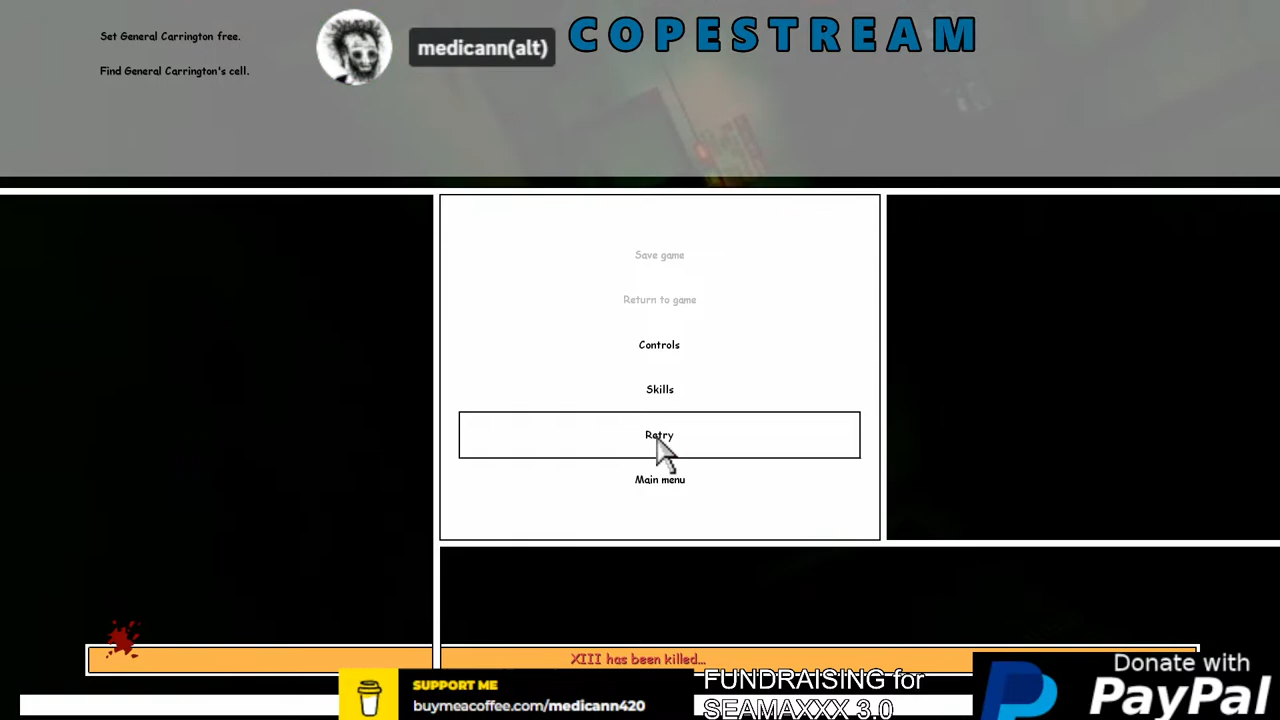 Set General Carrington free.
Find General Carrington's cell.
medicann(alt)
COPESTREAM
Save game
Return to game
Controls
Skills
Retry
Main menu
XIII has been killed...
SUPPORT ME
buymeacoffee.com/medicann420
FUNDRAISING for
SEAMAXXX 3.0
Donate with
PayPal